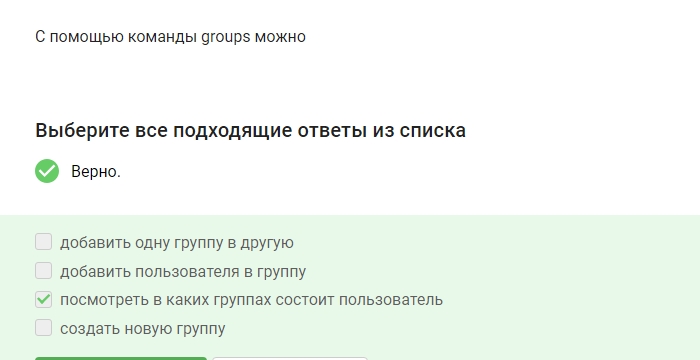 С помощью команды groups можно
Выберите все подходящие ответы из списка
Верно.
добавить одну группу в другую
добавить пользователя в группу
посмотреть в каких группах состоит пользователь
создать новую группу